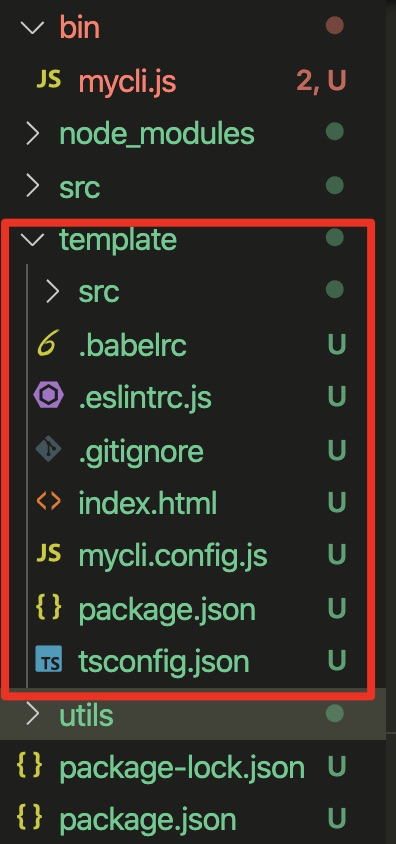 bin
JS mycli.js 2, U
node_modules
src
template
src
6 .babelrc U
.eslintrc.js U
.gitignore U
<> index.html U
JS mycli.config.js U
{} package.json U
TS tsconfig.json U
utils
{} package-lock.json U
{} package.json U